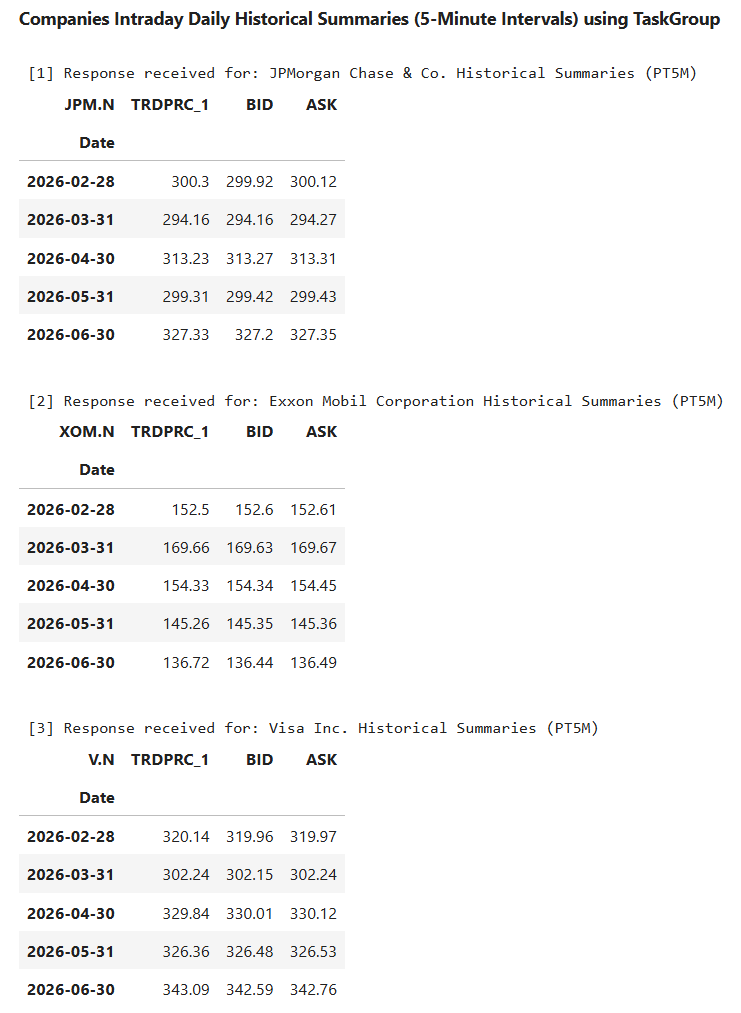 Companies Intraday Daily Historical Summaries (5-Minute Intervals) using TaskGroup
[1] Response received for: JPMorgan Chase & Co. Historical Summaries (PT5M)
JPM.N TRDPRC_1 BID ASK
Date
2026-02-28 300.3 299.92 300.12
2026-03-31 294.16 294.16 294.27
2026-04-30 313.23 313.27 313.31
2026-05-31 299.31 299.42 299.43
2026-06-30 327.33 327.2 327.35
[2] Response received for: Exxon Mobil Corporation Historical Summaries (PT5M)
XOM.N TRDPRC_1 BID ASK
Date
2026-02-28 152.5 152.6 152.61
2026-03-31 169.66 169.63 169.67
2026-04-30 154.33 154.34 154.45
2026-05-31 145.26 145.35 145.36
2026-06-30 136.72 136.44 136.49
[3] Response received for: Visa Inc. Historical Summaries (PT5M)
V.N TRDPRC_1 BID ASK
Date
2026-02-28 320.14 319.96 319.97
2026-03-31 302.24 302.15 302.24
2026-04-30 329.84 330.01 330.12
2026-05-31 326.36 326.48 326.53
2026-06-30 343.09 342.59 342.76